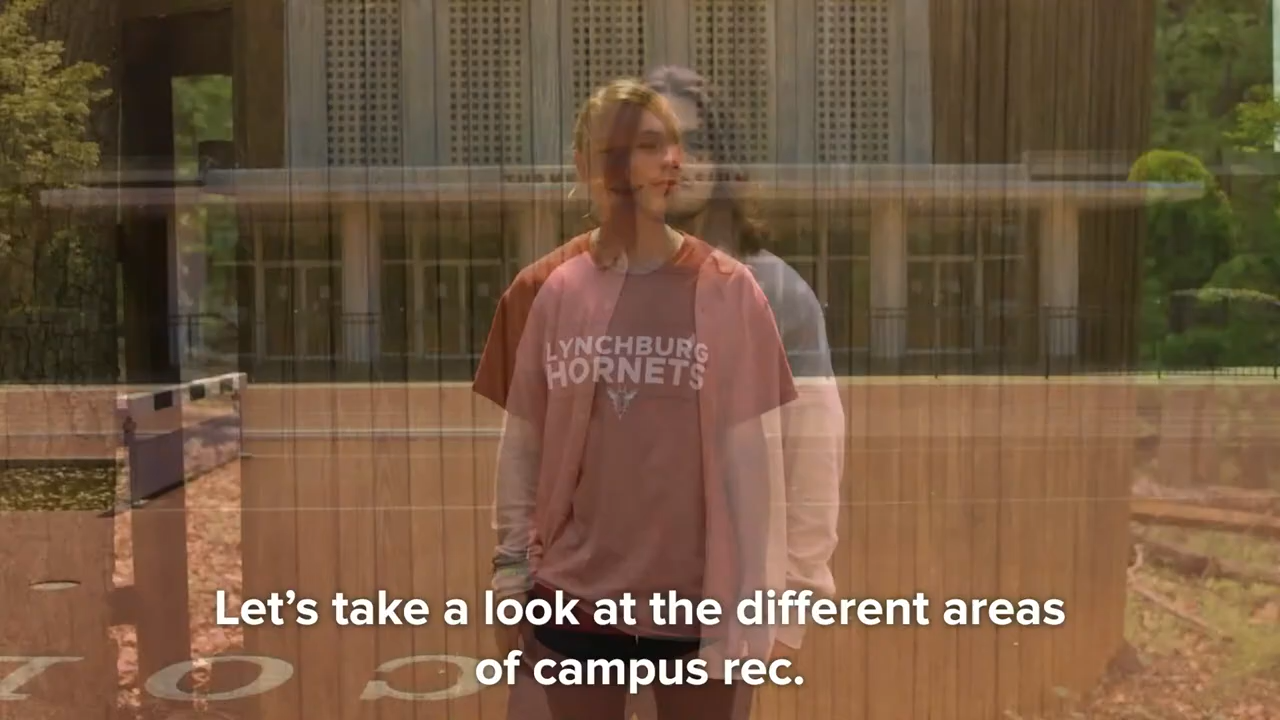 LYNCHBURG
HORNETS
Let's take a look at the different areas
of campus rec.